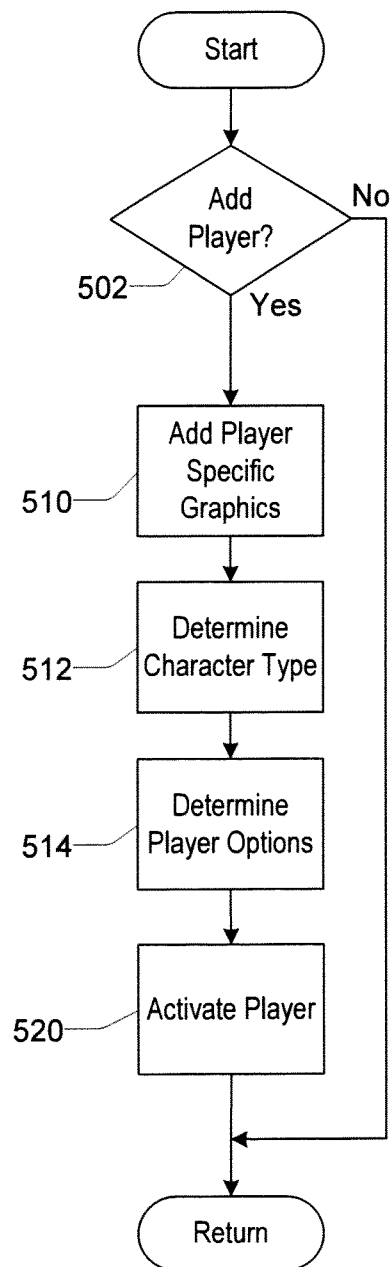 Start
Add
Player?
No
502
Yes
Add Player
Specific
Graphics
510
Determine
Character Type
512
Determine
Player Options
514
Activate Player
520
Return